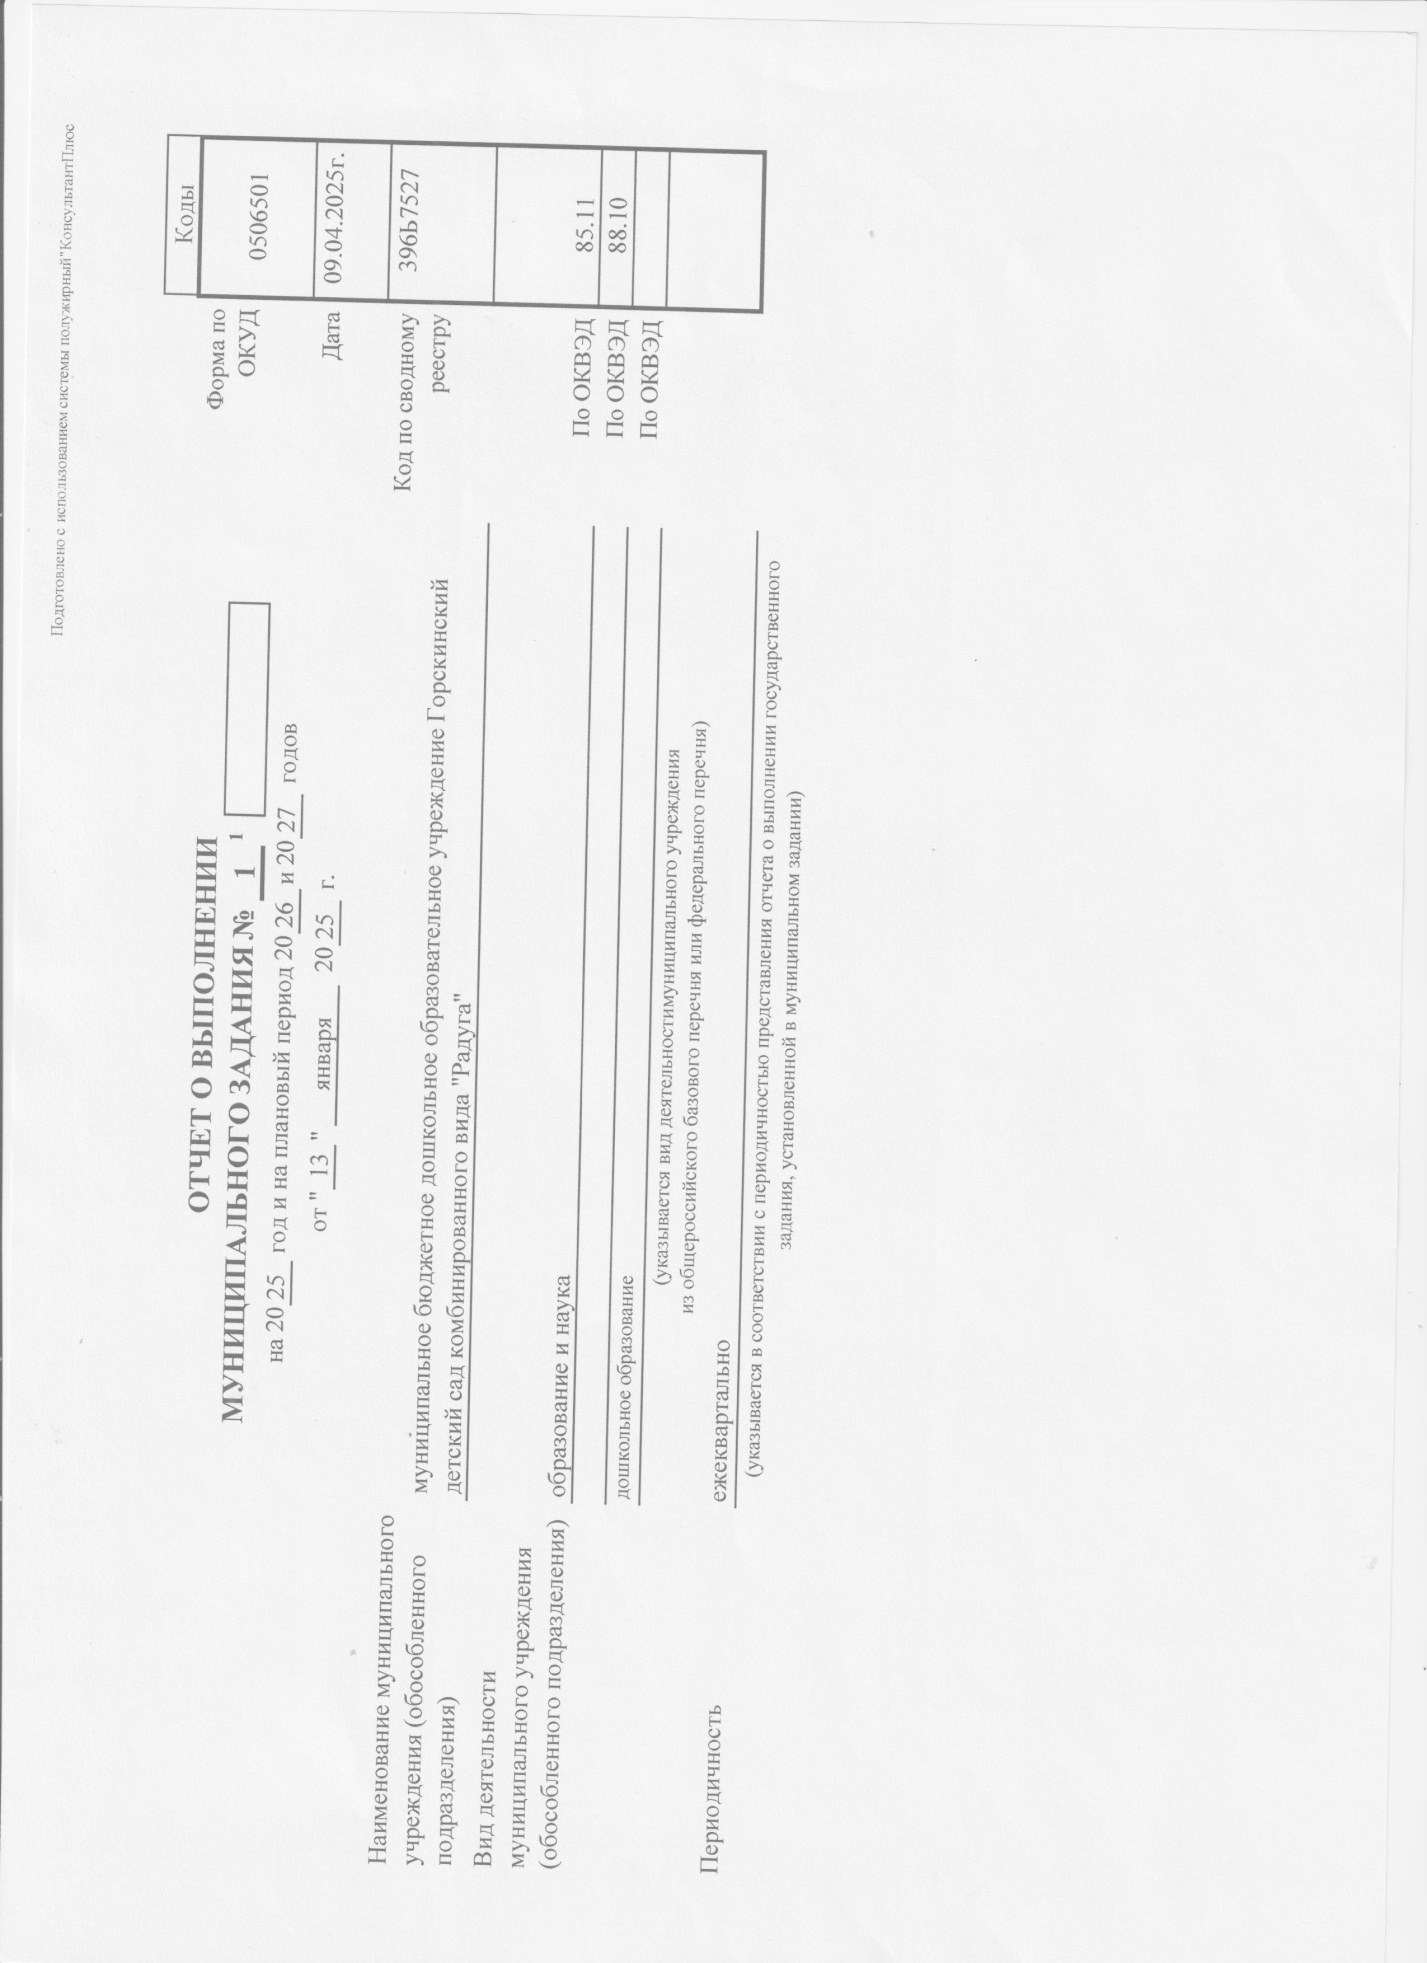 Подготовлено с использованием системы полужирный"КонсультантПлюс
ОТЧЕТ О ВЫПОЛНЕНИИ
МУНИЦИПАЛЬНОГО ЗАДАНИЯ № 1 1
на 20 25 год и на плановый период 20 26 и 20 27 годов
от " 13 " января 20 25 г.
Коды
Форма по
ОКУД
0506501
Дата 09.04.2025г.
Код по сводному
реестру
396Ь7527
Наименование муниципального
учреждения (обособленного
подразделения)
муниципальное бюджетное дошкольное образовательное учреждение Горскинский
детский сад комбинированного вида "Радуга"
Вид деятельности
муниципального учреждения
(обособленного подразделения)
образование и наука
По ОКВЭД 85.11
По ОКВЭД 88.10
дошкольное образование
По ОКВЭД
(указывается вид деятельностимуниципального учреждения
из общероссийского базового перечня или федерального перечня)
Периодичность ежеквартально
(указывается в соответствии с периодичностью представления отчета о выполнении государственного
задания, установленной в муниципальном задании)